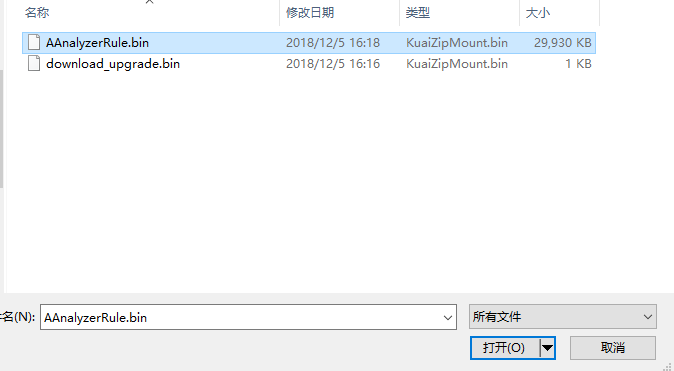 名称 修改日期 类型 大小
AAnalyzerRule.bin 2018/12/5 16:18 KuaiZipMount.bin 29,930 KB
download_upgrade.bin 2018/12/5 16:16 KuaiZipMount.bin 1 KB
名(N): AAnalyzerRule.bin 所有文件
打开(O) 取消